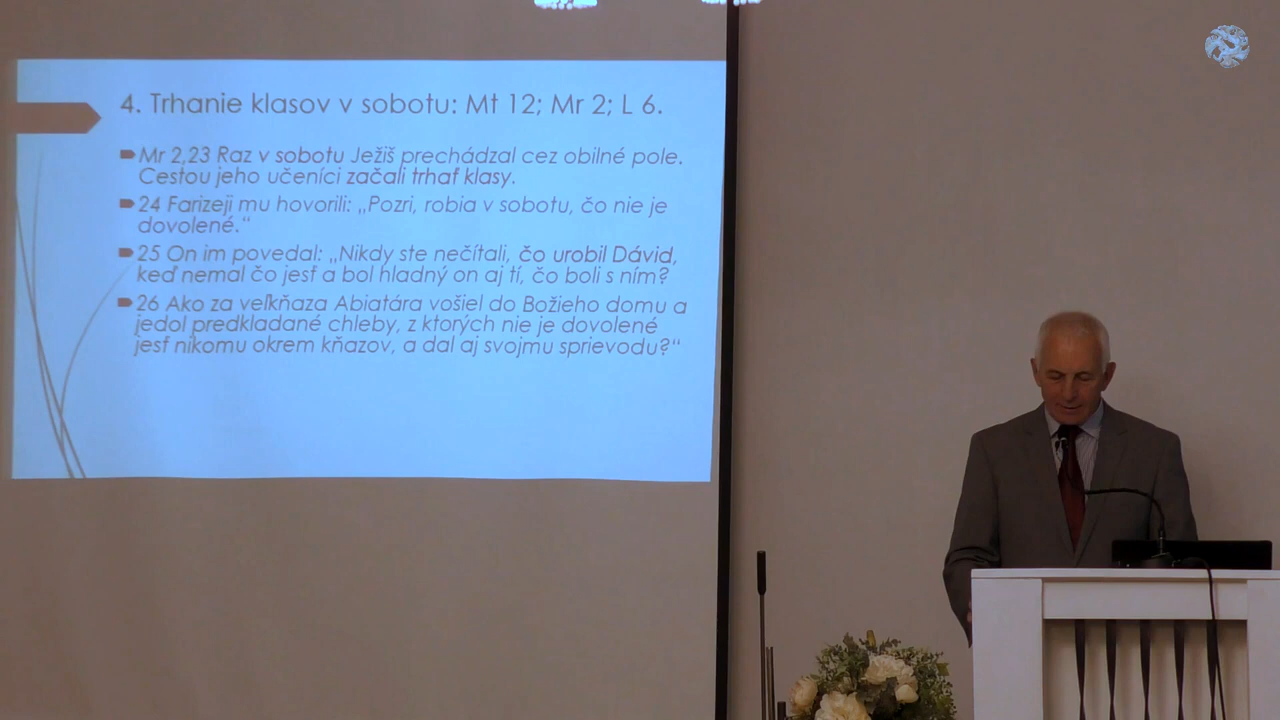 4. Trhanie klasov v sobotu: Mt 12; Mr 2; L 6.
Mr 2,23 Raz v sobotu Ježiš prechádzal cez obilné pole.
Cestou jeho učeníci začali trhať klasy.
24 Farizeji mu hovorili: „Pozri, robia v sobotu, čo nie je
dovolené.“
25 On im povedal: „Nikdy ste nečítali, čo urobil Dávid,
keď nemal čo jesť a bol hladný on aj tí, čo boli s ním?
26 Ako za veľkňaza Abiatára vošiel do Božieho domu a
jedol predkladané chleby, z ktorých nie je dovolené
jesť nikomu okrem kňazov, a dal aj svojmu sprievodu?“